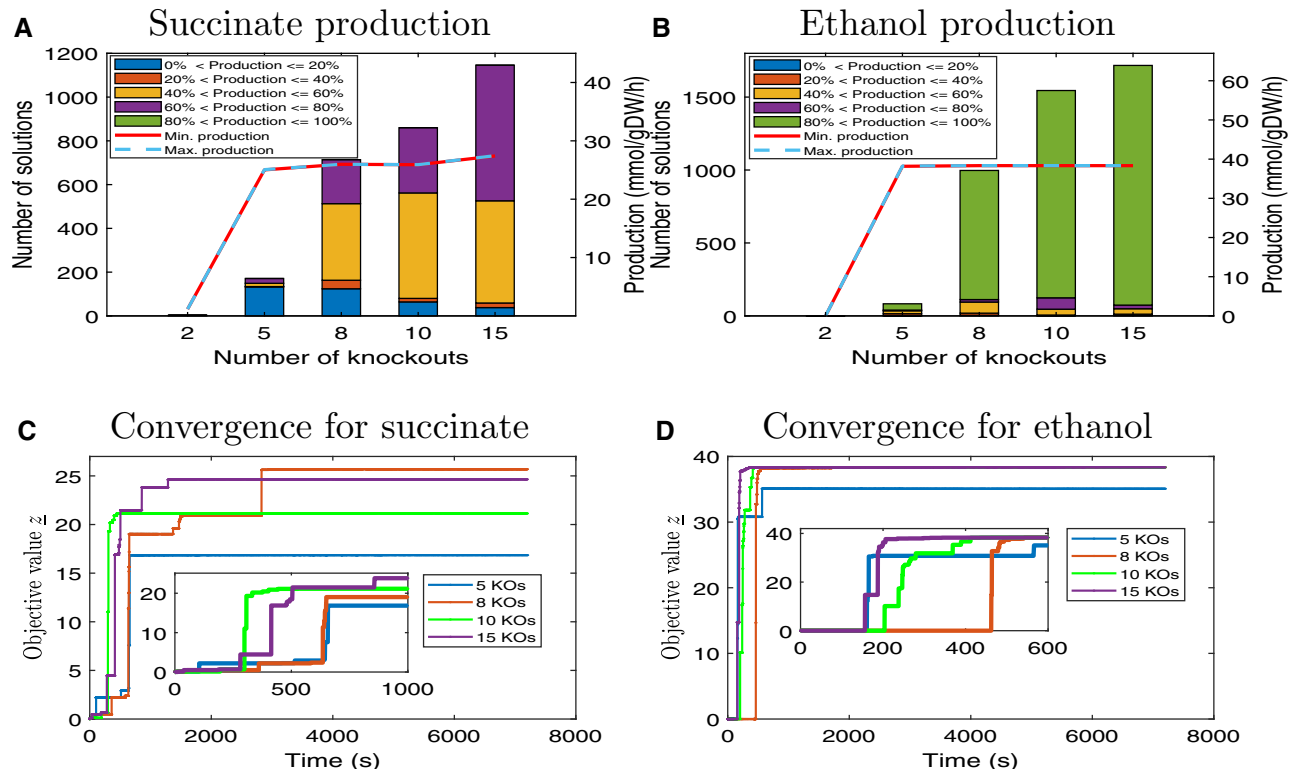 A
Succinate production
1200
1000
800
600
400
200
0
Number of solutions
0% < Production <= 20%
20% < Production <= 40%
40% < Production <= 60%
60% < Production <= 80%
80% < Production <= 100%
Min. production
Max. production
40
30
20
10
Production (mmol/gDW/h)
2 5 8 10 15
Number of knockouts
B
Ethanol production
1500
1000
500
0
Number of solutions
0% < Production <= 20%
20% < Production <= 40%
40% < Production <= 60%
60% < Production <= 80%
80% < Production <= 100%
Min. production
Max. production
60
50
40
30
20
10
0
Production (mmol/gDW/h)
2 5 8 10 15
Number of knockouts
C
Convergence for succinate
25
20
15
10
5
0
Objective value z
20
10
0
0 500 1000
5 KOs
8 KOs
10 KOs
15 KOs
0 2000 4000 6000 8000
Time (s)
D
Convergence for ethanol
40
30
20
10
0
Objective value z
40
20
0
0 200 400 600
5 KOs
8 KOs
10 KOs
15 KOs
0 2000 4000 6000 8000
Time (s)